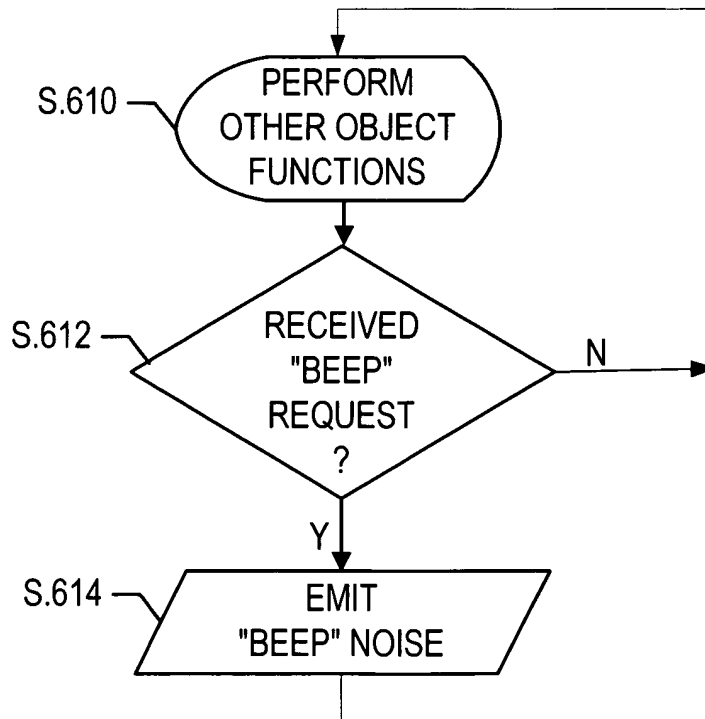 S.610
PERFORM
OTHER OBJECT
FUNCTIONS
S.612
RECEIVED
"BEEP"
REQUEST
?
N
Y
S.614
EMIT
"BEEP" NOISE